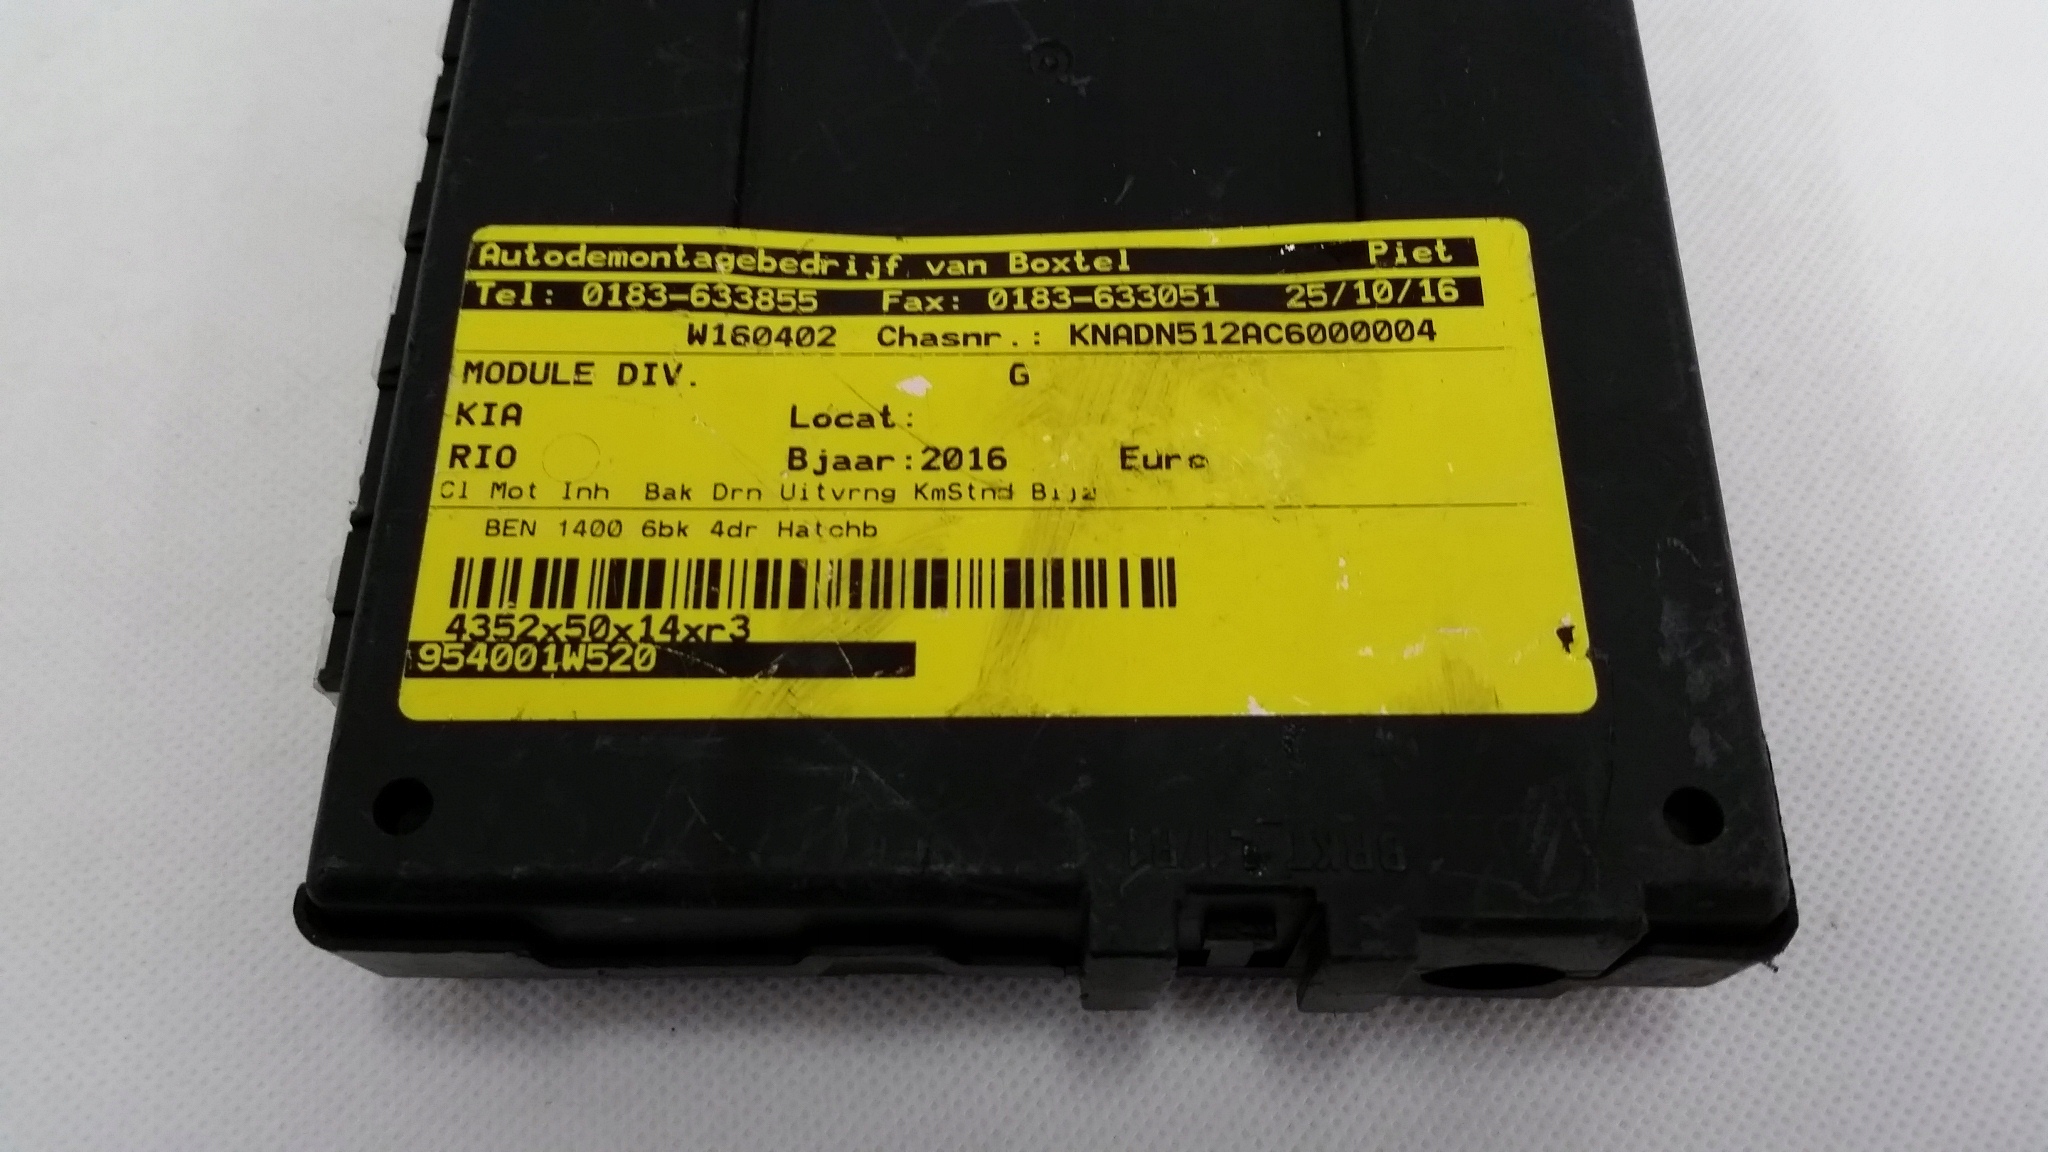 Autodemontagebedrijf van Boxtel Piet
Tel: 0183-633855 Fax: 0183-633051 25/10/16
W160402 Chasnr.: KNADN512AC6000004
MODULE DIV. G
KIA Locat:
RIO Bjaar:2016 Euro
Cl Mot Inh Bak Drn Uitvrng KmStnd Bijz
BEN 1400 6bk 4dr Hatchb
4352x50x14xr3
954001W520